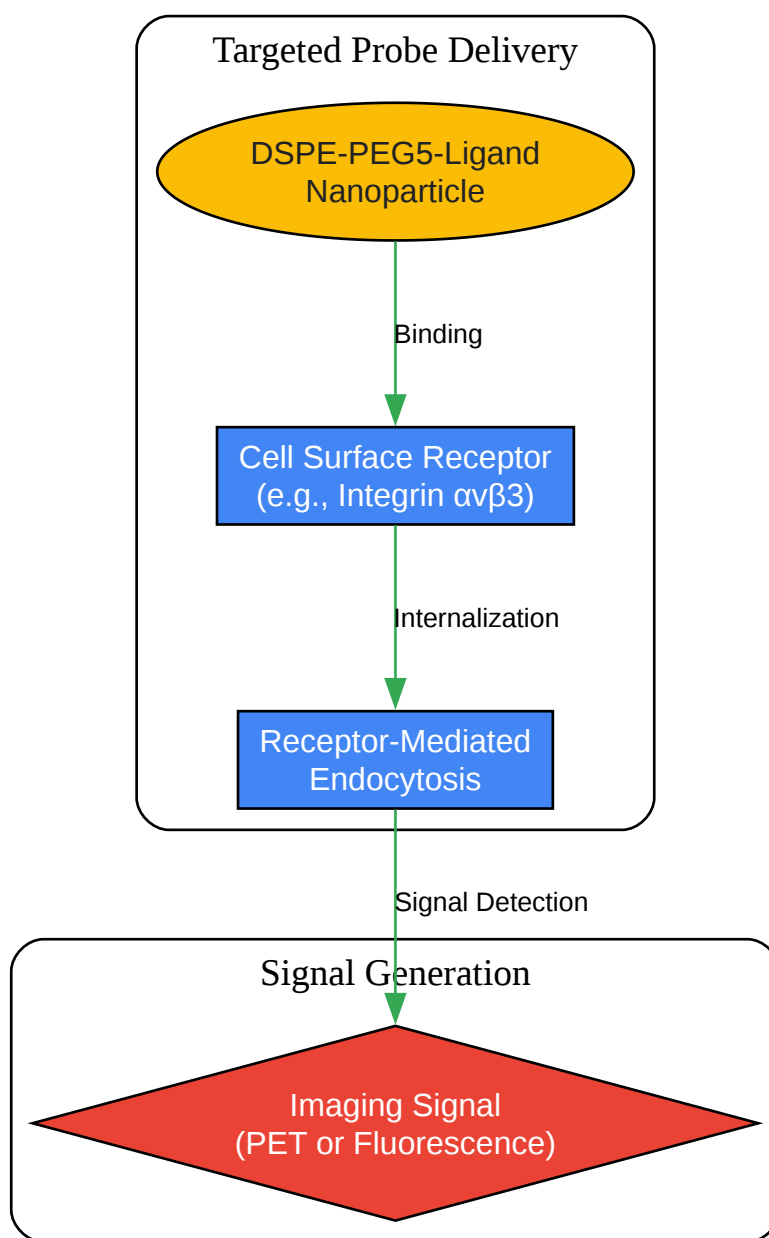 Targeted Probe Delivery
DSPE-PEG5-Ligand
Nanoparticle
Binding
Cell Surface Receptor
(e.g., Integrin αvβ3)
Internalization
Receptor-Mediated
Endocytosis
Signal Detection
Signal Generation
Imaging Signal
(PET or Fluorescence)